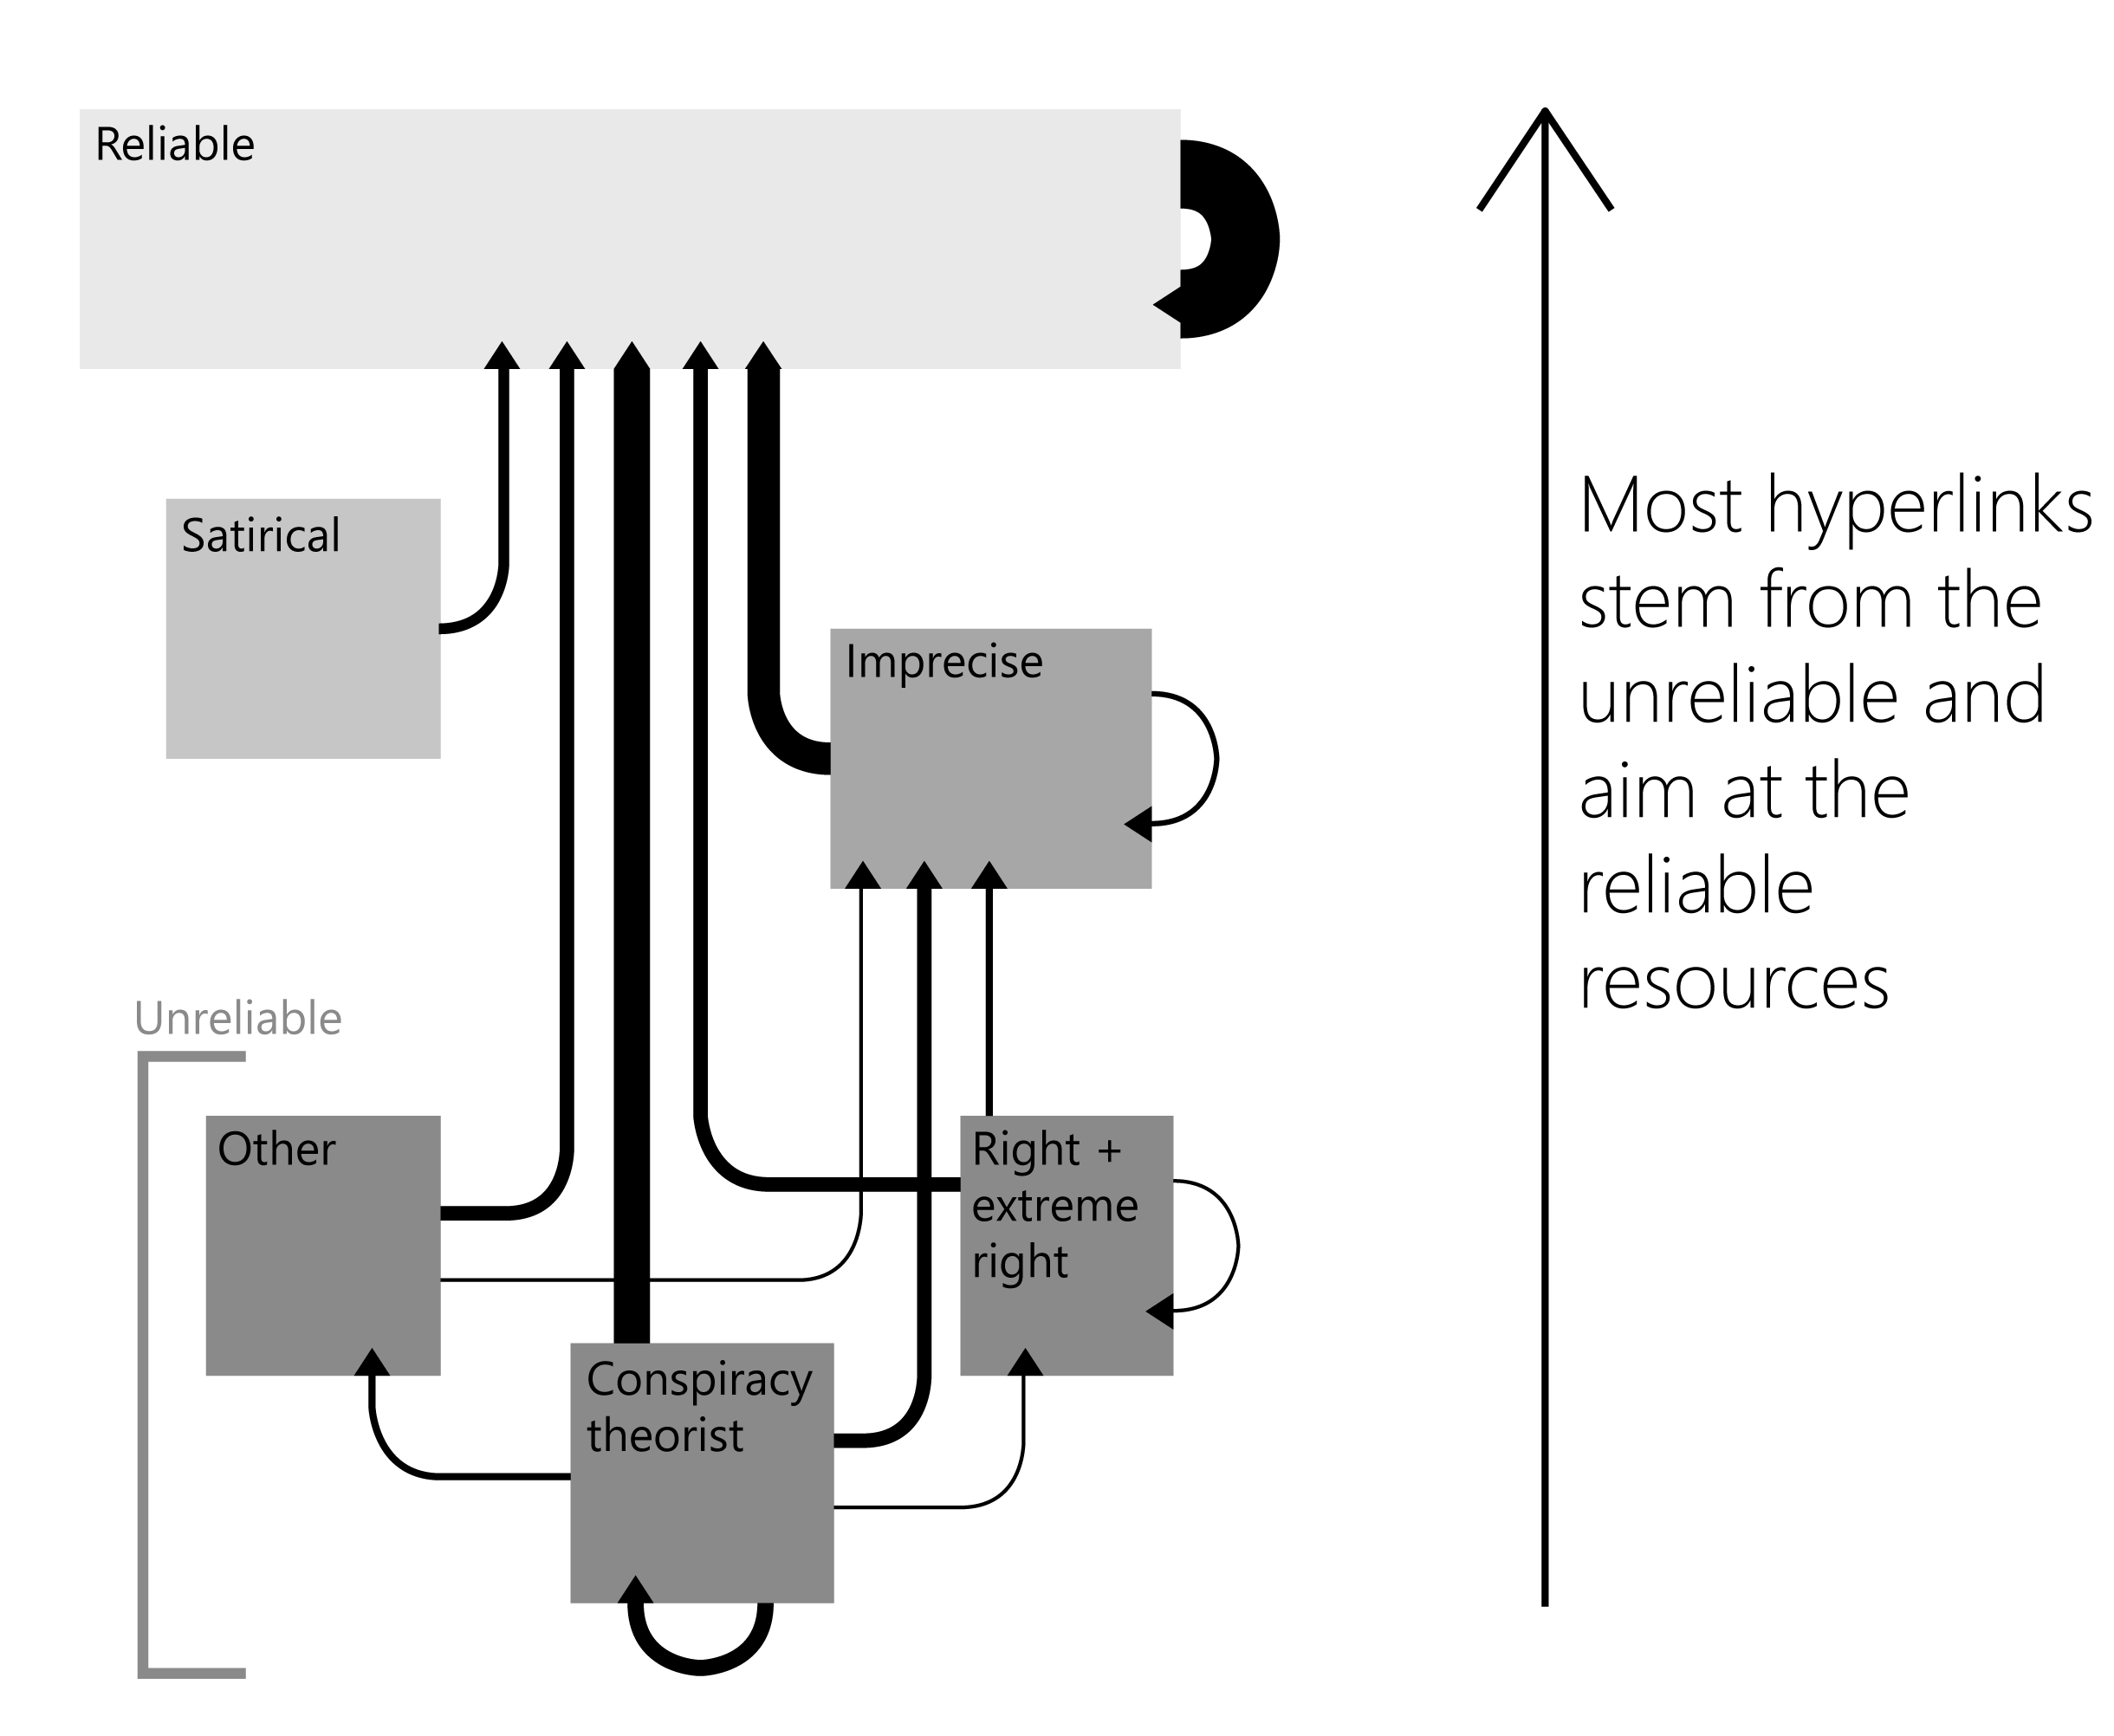 Reliable
Satirical
Imprecise
Most hyperlinks
stem from the
unreliable and
aim at the
reliable
resources
Unreliable
Other
Right +
extreme
right
Conspiracy
theorist